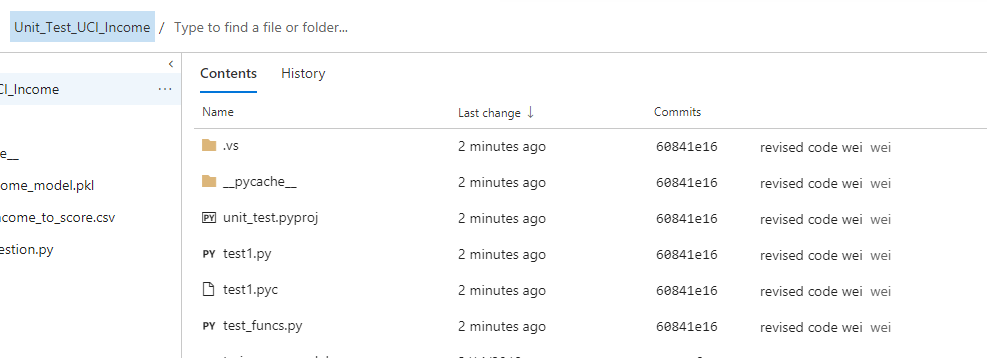 Unit_Test_UCI_Income / Type to find a file or folder...
CI_Income ...
e__
ome_model.pkl
ncome_to_score.csv
estion.py
Contents History
Name Last change ↓ Commits
.vs 2 minutes ago 60841e16 revised code wei wei
__pycache__ 2 minutes ago 60841e16 revised code wei wei
PY unit_test.pyproj 2 minutes ago 60841e16 revised code wei wei
PY test1.py 2 minutes ago 60841e16 revised code wei wei
test1.pyc 2 minutes ago 60841e16 revised code wei wei
PY test_funcs.py 2 minutes ago 60841e16 revised code wei wei